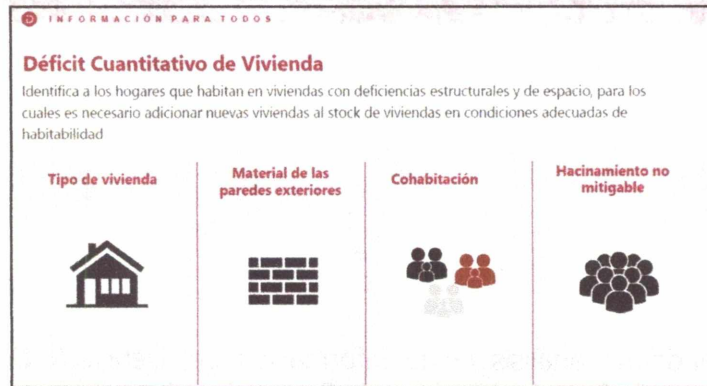 INFORMACIÓN PARA TODOS
Déficit Cuantitativo de Vivienda
Identifica a los hogares que habitan en viviendas con deficiencias estructurales y de espacio, para los
cuales es necesario adicionar nuevas viviendas al stock de viviendas en condiciones adecuadas de
habitabilidad
Tipo de vivienda
Material de las
paredes exteriores
Cohabitación
Hacinamiento no
mitigable